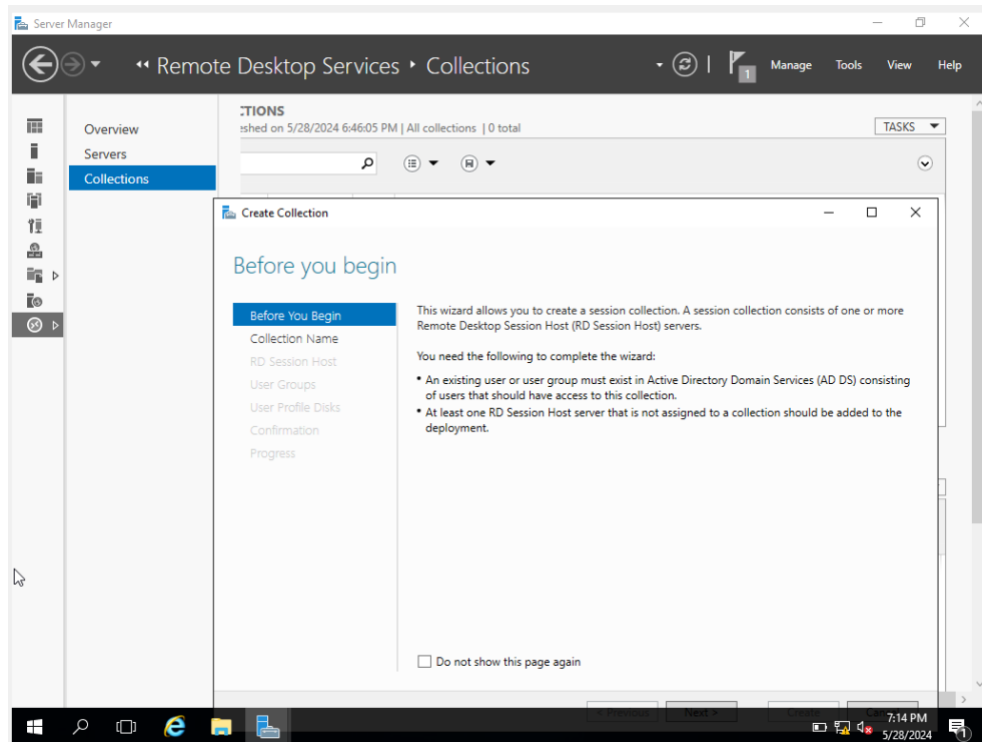 Server Manager
Remote Desktop Services ‣ Collections
1
Manage Tools View Help
Overview
Servers
Collections
TIONS
eshed on 5/28/2024 6:46:05 PM | All collections | 0 total
TASKS
Create Collection
Before you begin
Before You Begin
Collection Name
RD Session Host
User Groups
User Profile Disks
Confirmation
Progress
This wizard allows you to create a session collection. A session collection consists of one or more
Remote Desktop Session Host (RD Session Host) servers.
You need the following to complete the wizard:
• An existing user or user group must exist in Active Directory Domain Services (AD DS) consisting
of users that should have access to this collection.
• At least one RD Session Host server that is not assigned to a collection should be added to the
deployment.
Do not show this page again
< Previous Next > Create
7:14 PM
5/28/2024
1